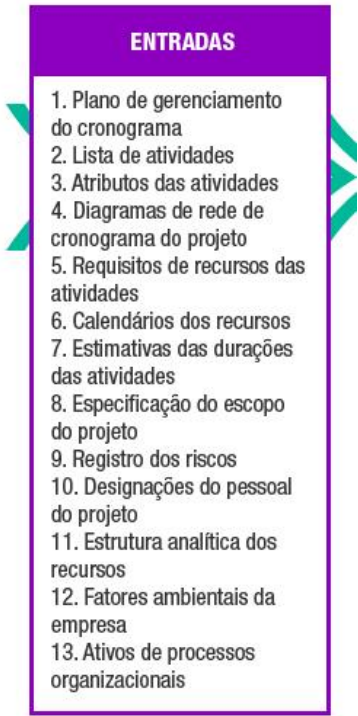 ENTRADAS
1. Plano de gerenciamento
do cronograma
2. Lista de atividades
3. Atributos das atividades
4. Diagramas de rede de
cronograma do projeto
5. Requisitos de recursos das
atividades
6. Calendários dos recursos
7. Estimativas das durações
das atividades
8. Especificação do escopo
do projeto
9. Registro dos riscos
10. Designações do pessoal
do projeto
11. Estrutura analítica dos
recursos
12. Fatores ambientais da
empresa
13. Ativos de processos
organizacionais